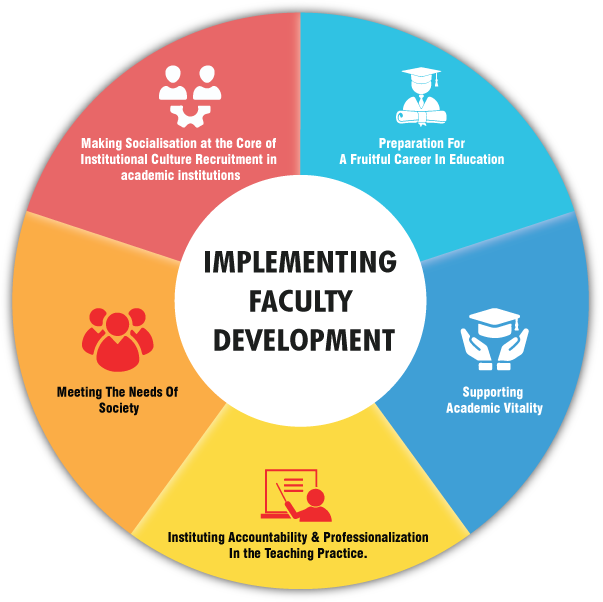 Making Socialisation at the Core of
Institutional Culture Recruitment in
academic institutions
Preparation For
A Fruitful Career In Education
IMPLEMENTING
FACULTY
DEVELOPMENT
Meeting The Needs Of
Society
Supporting
Academic Vitality
Instituting Accountability & Professionalization
In the Teaching Practice.